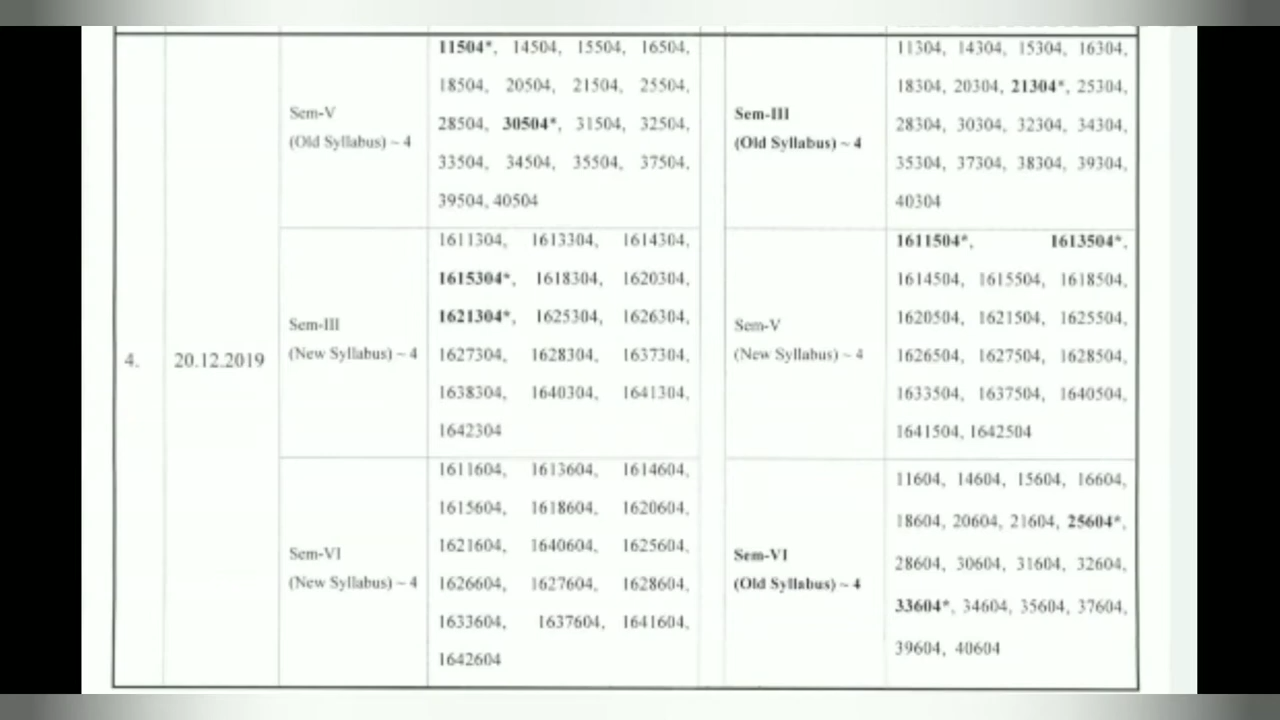 4.
20.12.2019
Sem-V
(Old Syllabus) ~ 4
11504*, 14504, 15504, 16504,
18504, 20504, 21504, 25504,
28504, 30504*, 31504, 32504,
33504, 34504, 35504, 37504,
39504, 40504
Sem-III
(Old Syllabus) ~ 4
11304, 14304, 15304, 16304,
18304, 20304, 21304*, 25304,
28304, 30304, 32304, 34304,
35304, 37304, 38304, 39304,
40304
Sem-III
(New Syllabus) ~ 4
1611304, 1613304, 1614304,
1615304*, 1618304, 1620304,
1621304*, 1625304, 1626304,
1627304, 1628304, 1637304,
1638304, 1640304, 1641304,
1642304
Sem-V
(New Syllabus) ~ 4
1611504*, 1613504*,
1614504, 1615504, 1618504,
1620504, 1621504, 1625504,
1626504, 1627504, 1628504,
1633504, 1637504, 1640504,
1641504, 1642504
Sem-VI
(New Syllabus) ~ 4
1611604, 1613604, 1614604,
1615604, 1618604, 1620604,
1621604, 1640604, 1625604,
1626604, 1627604, 1628604,
1633604, 1637604, 1641604,
1642604
Sem-VI
(Old Syllabus) ~ 4
11604, 14604, 15604, 16604,
18604, 20604, 21604, 25604*,
28604, 30604, 31604, 32604,
33604*, 34604, 35604, 37604,
39604, 40604